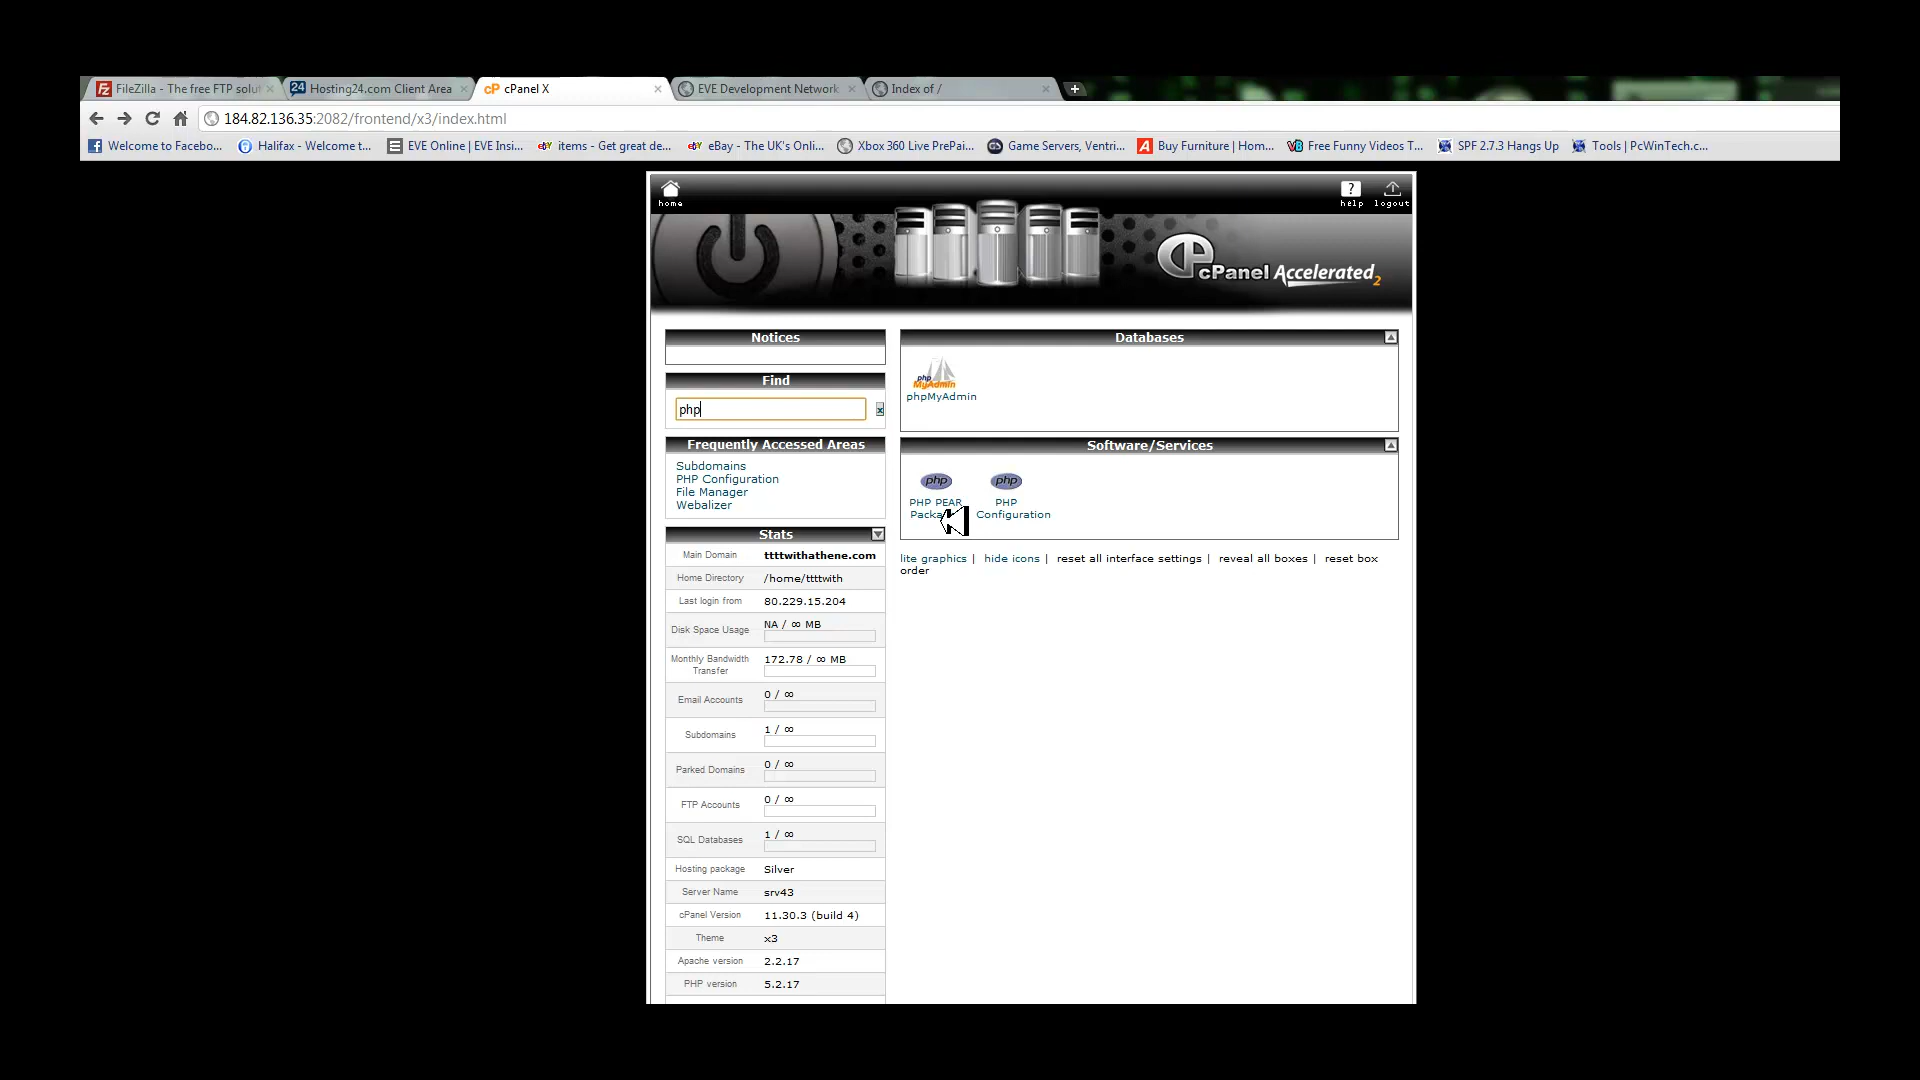 FileZilla - The free FTP solut
24 Hosting24.com Client Area
cP cPanel X
EVE Development Network
Index of /
184.82.136.35:2082/frontend/x3/index.html
Welcome to Facebo...
Halifax - Welcome t...
EVE Online | EVE Insi...
items - Get great de...
eBay - The UK's Onli...
Xbox 360 Live PrePai...
Game Servers, Ventri...
Buy Furniture | Hom...
Free Funny Videos T...
SPF 2.7.3 Hangs Up
Tools | PcWinTech.c...
home
help
logout
cPanel Accelerated2
Notices
Find
php
Frequently Accessed Areas
Subdomains
PHP Configuration
File Manager
Webalizer
Stats
Main Domain ttttwithathene.com
Home Directory /home/ttttwith
Last login from 80.229.15.204
Disk Space Usage NA / ∞ MB
Monthly Bandwidth Transfer 172.78 / ∞ MB
Email Accounts 0 / ∞
Subdomains 1 / ∞
Parked Domains 0 / ∞
FTP Accounts 0 / ∞
SQL Databases 1 / ∞
Hosting package Silver
Server Name srv43
cPanel Version 11.30.3 (build 4)
Theme x3
Apache version 2.2.17
PHP version 5.2.17
Databases
php MyAdmin
phpMyAdmin
Software/Services
php
PHP PEAR
php
PHP
Configuration
lite graphics | hide icons | reset all interface settings | reveal all boxes | reset box
order